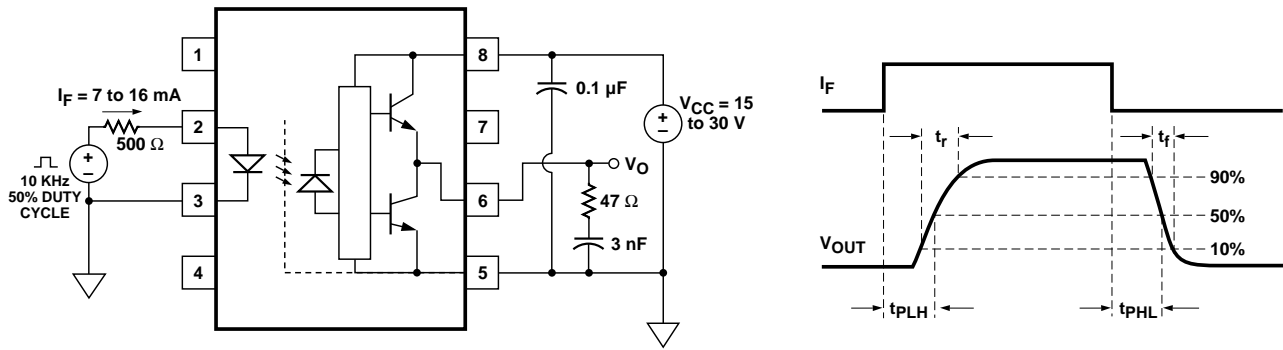 1
2
3
4
8
7
6
5
I_F = 7 to 16 mA
500 Ω
+
–
10 KHz
50% DUTY
CYCLE
0.1 µF
V_CC = 15
to 30 V
+
–
V_O
47 Ω
3 nF
I_F
t_r
t_f
90%
50%
10%
V_OUT
t_PLH
t_PHL